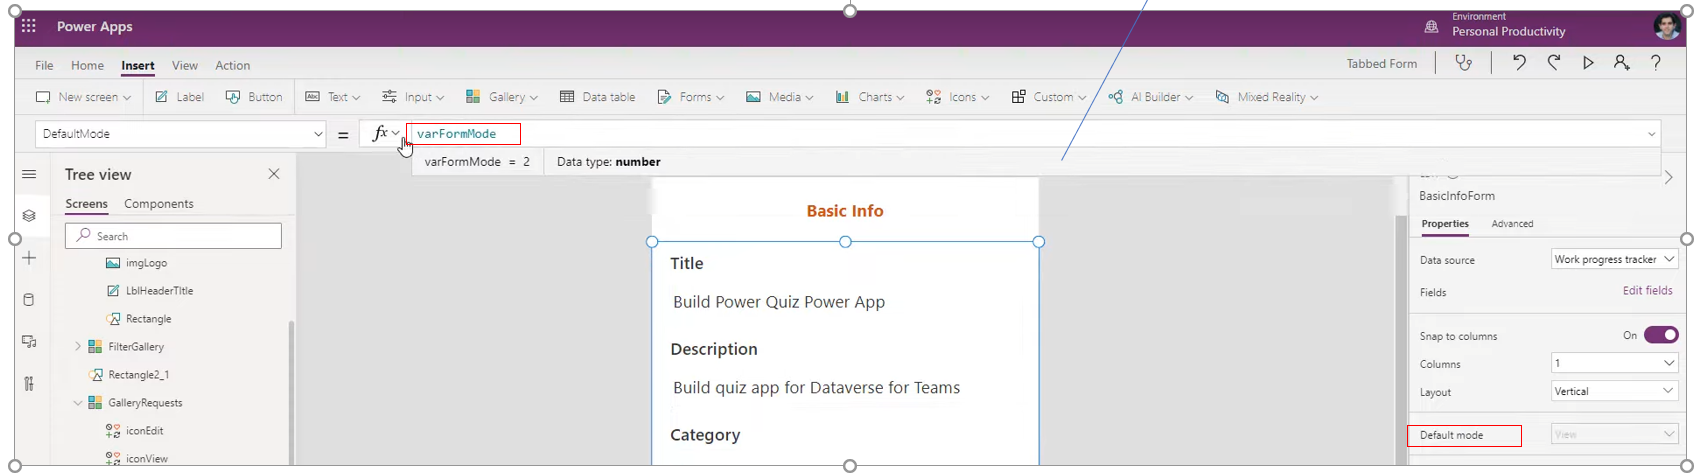 Power Apps
Environment
Personal Productivity
File Home Insert View Action
Tabbed Form
New screen Label Button Text Input Gallery Data table Forms Media Charts Icons Custom AI Builder Mixed Reality
DefaultMode = fx varFormMode
varFormMode = 2 Data type: number
Tree view
Screens Components
Search
imgLogo
LblHeaderTItle
Rectangle
FilterGallery
Rectangle2_1
GalleryRequests
iconEdit
iconView
Basic Info
Title
Build Power Quiz Power App
Description
Build quiz app for Dataverse for Teams
Category
BasicInfoForm
Properties Advanced
Data source Work progress tracker
Fields Edit fields
Snap to columns On
Columns 1
Layout Vertical
Default mode View